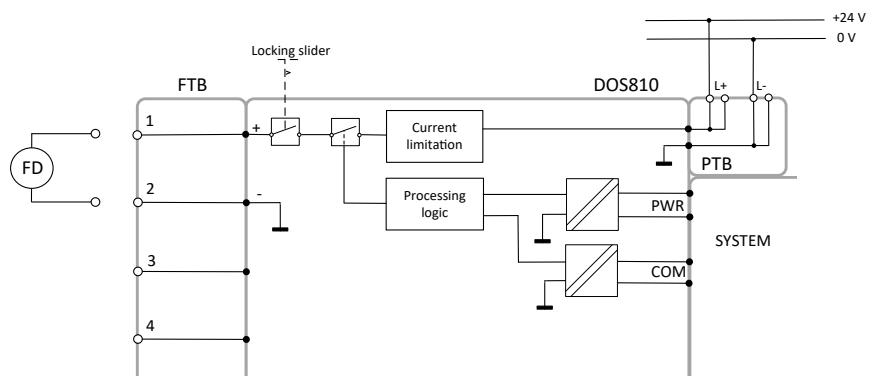 +24 V
0 V
Locking slider
FTB
DOS810
L+
L-
1
+
Current
limitation
FD
PTB
2
-
Processing
logic
PWR
SYSTEM
3
COM
4